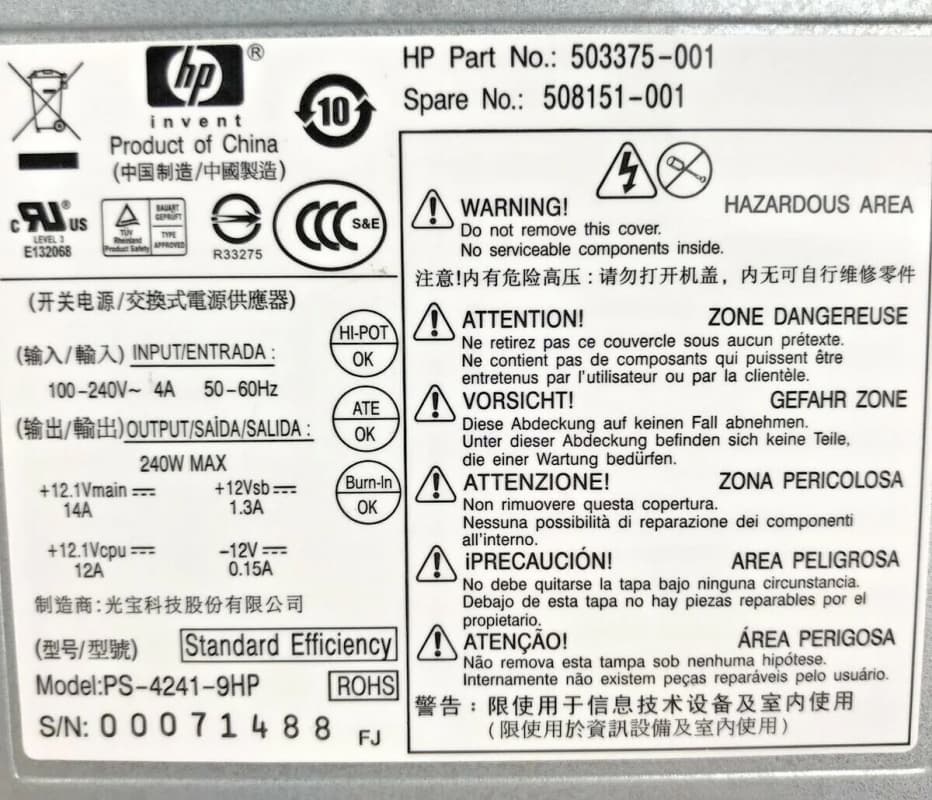 hp ®
invent
Product of China
(中国制造/中國製造)
10
HP Part No.: 503375-001
Spare No.: 508151-001
c RU ® US
LEVEL 3
E132068
TÜV
Rheinland
Product Safety
BAUART
GEPRÜFT
TYPE
APPROVED
R33275
CCC S&E
(开关电源/交換式電源供應器)
(输入/輸入) INPUT/ENTRADA :
100-240V~ 4A 50-60Hz
(输出/輸出)OUTPUT/SAÍDA/SALIDA :
240W MAX
+12.1Vmain +12Vsb
14A 1.3A
+12.1Vcpu -12V
12A 0.15A
HI-POT
OK
ATE
OK
Burn-In
OK
制造商:光宝科技股份有限公司
(型号/型號) Standard Efficiency
Model:PS-4241-9HP ROHS
S/N: 00071488 FJ
WARNING! HAZARDOUS AREA
Do not remove this cover.
No serviceable components inside.
注意!内有危险高压:请勿打开机盖，内无可自行维修零件
ATTENTION! ZONE DANGEREUSE
Ne retirez pas ce couvercle sous aucun prétexte.
Ne contient pas de composants qui puissent être
entretenus par l'utilisateur ou par la clientèle.
VORSICHT! GEFAHR ZONE
Diese Abdeckung auf keinen Fall abnehmen.
Unter dieser Abdeckung befinden sich keine Teile,
die einer Wartung bedürfen.
ATTENZIONE! ZONA PERICOLOSA
Non rimuovere questa copertura.
Nessuna possibilità di reparazione dei componenti
all'interno.
¡PRECAUCIÓN! AREA PELIGROSA
No debe quitarse la tapa bajo ninguna circunstancia.
Debajo de esta tapa no hay piezas reparables por el
propietario.
ATENÇÃO! ÁREA PERIGOSA
Não remova esta tampa sob nenhuma hipótese.
Internamente não existem peças reparáveis pelo usuário.
警告:限使用于信息技术设备及室内使用
(限使用於資訊設備及室內使用)